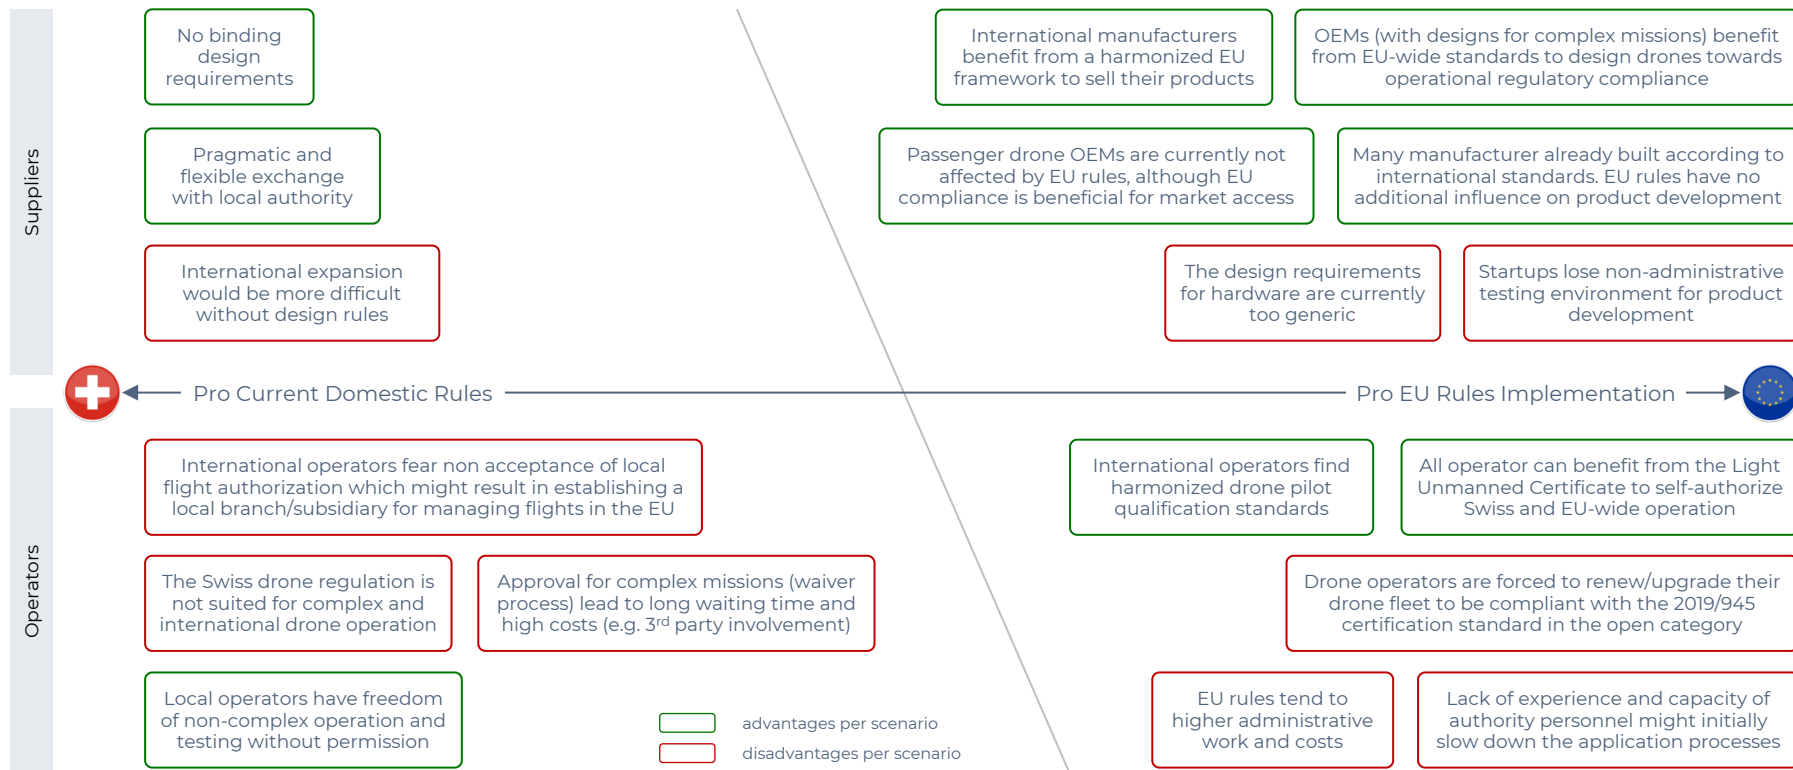 Suppliers
No binding
design
requirements
Pragmatic and
flexible exchange
with local authority
International expansion
would be more difficult
without design rules
International manufacturers
benefit from a harmonized EU
framework to sell their products
OEMs (with designs for complex missions) benefit
from EU-wide standards to design drones towards
operational regulatory compliance
Passenger drone OEMs are currently not
affected by EU rules, although EU
compliance is beneficial for market access
Many manufacturer already built according to
international standards. EU rules have no
additional influence on product development
The design requirements
for hardware are currently
too generic
Startups lose non-administrative
testing environment for product
development
Pro Current Domestic Rules
Pro EU Rules Implementation
Operators
International operators fear non acceptance of local
flight authorization which might result in establishing a
local branch/subsidiary for managing flights in the EU
The Swiss drone regulation is
not suited for complex and
international drone operation
Approval for complex missions (waiver
process) lead to long waiting time and
high costs (e.g. 3rd party involvement)
Local operators have freedom
of non-complex operation and
testing without permission
International operators find
harmonized drone pilot
qualification standards
All operator can benefit from the Light
Unmanned Certificate to self-authorize
Swiss and EU-wide operation
Drone operators are forced to renew/upgrade their
drone fleet to be compliant with the 2019/945
certification standard in the open category
EU rules tend to
higher administrative
work and costs
Lack of experience and capacity of
authority personnel might initially
slow down the application processes
advantages per scenario
disadvantages per scenario